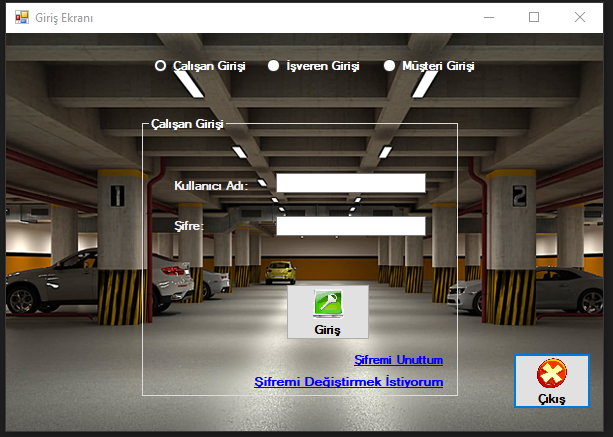 Giriş Ekranı
Çalışan Girişi İşveren Girişi Müşteri Girişi
Çalışan Girişi
1
2
Kullanıcı Adı:
Şifre:
Giriş
Şifremi Unuttum
Şifremi Değiştirmek İstiyorum
Çıkış